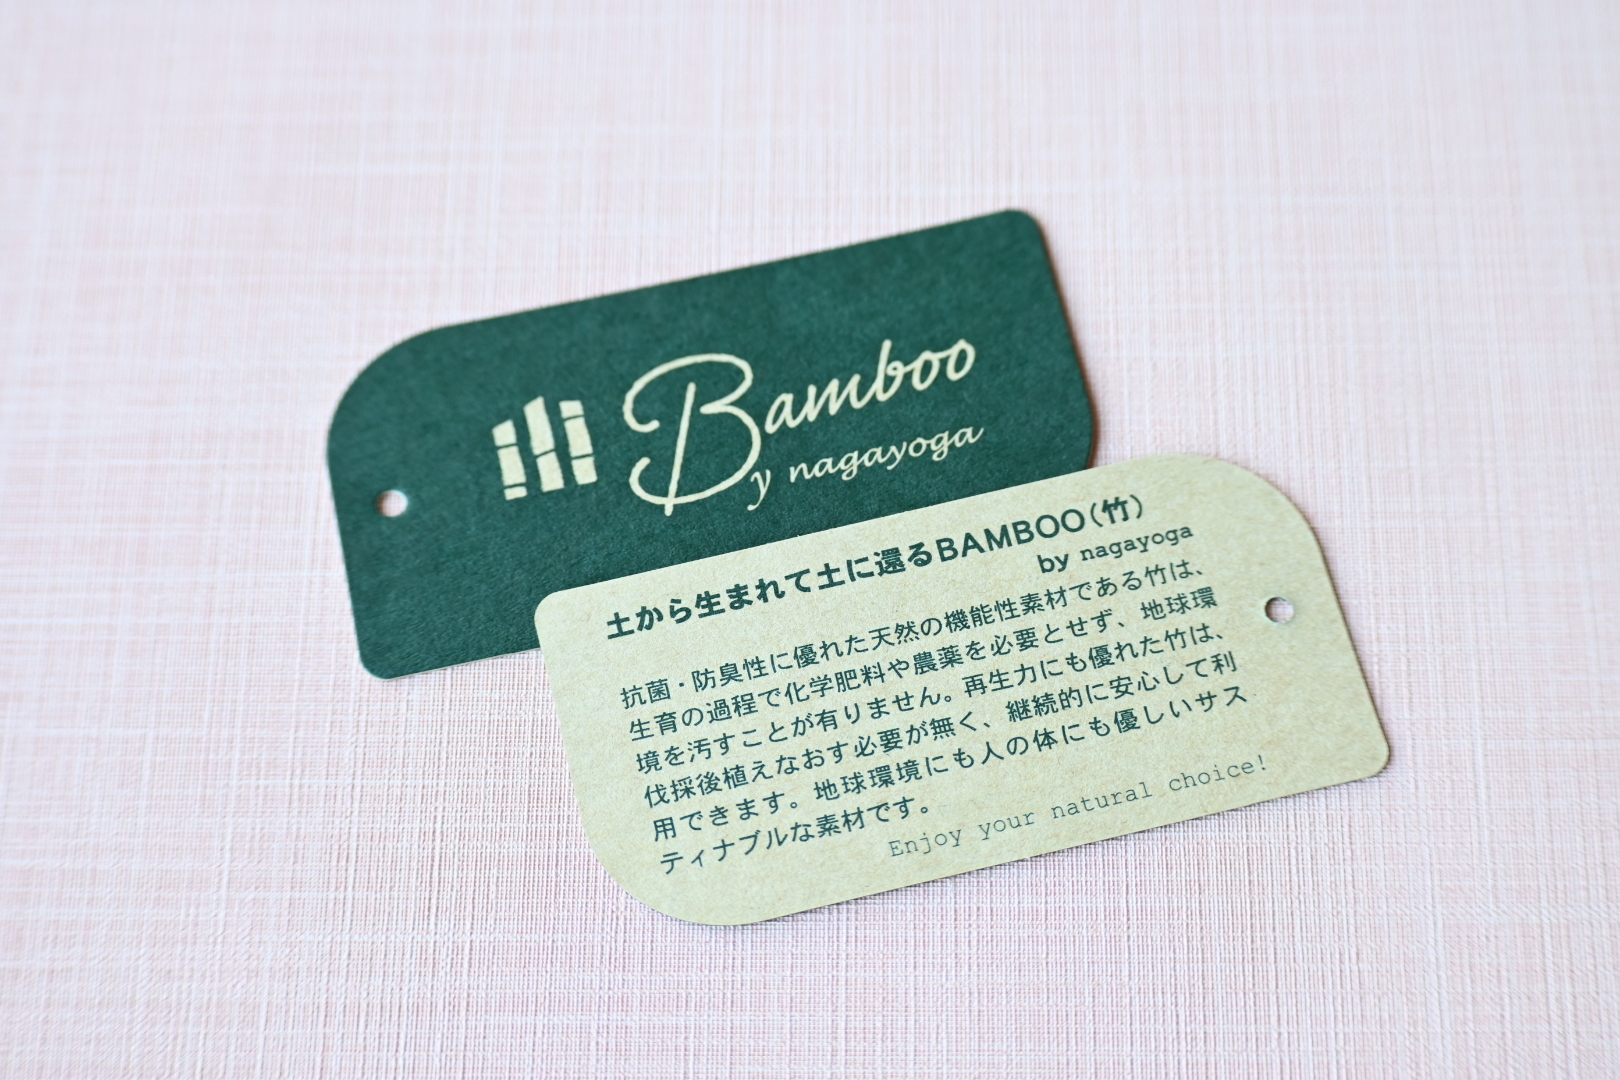 Bamboo
By nagayoga
土から生まれて土に還るBAMBOO(竹)
by nagayoga
抗菌・防臭性に優れた天然の機能性素材である竹は、
生育の過程で化学肥料や農薬を必要とせず、地球環
境を汚すことが有りません。再生力にも優れた竹は、
伐採後植えなおす必要が無く、継続的に安心して利
用できます。地球環境にも人の体にも優しいサス
ティナブルな素材です。
Enjoy your natural choice!